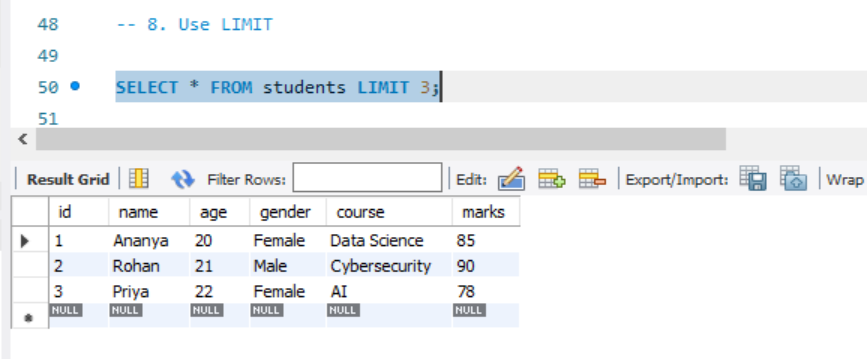 48 -- 8. Use LIMIT
49
50 SELECT * FROM students LIMIT 3;
51
Result Grid Filter Rows: Edit: Export/Import: Wrap
id name age gender course marks
1 Ananya 20 Female Data Science 85
2 Rohan 21 Male Cybersecurity 90
3 Priya 22 Female AI 78
NULL NULL NULL NULL NULL NULL